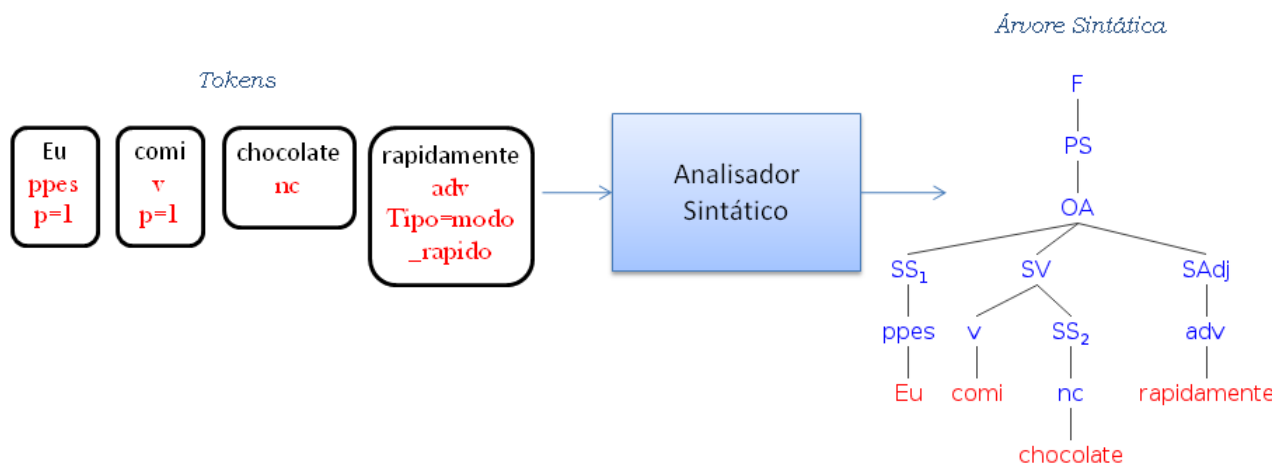 Árvore Sintática
Tokens
Eu
ppes
p=1
comi
v
p=1
chocolate
nc
rapidamente
adv
Tipo=modo
_rapido
Analisador
Sintático
F
PS
OA
SS₁ SV SAdj
ppes v SS₂ adv
Eu comi nc rapidamente
chocolate